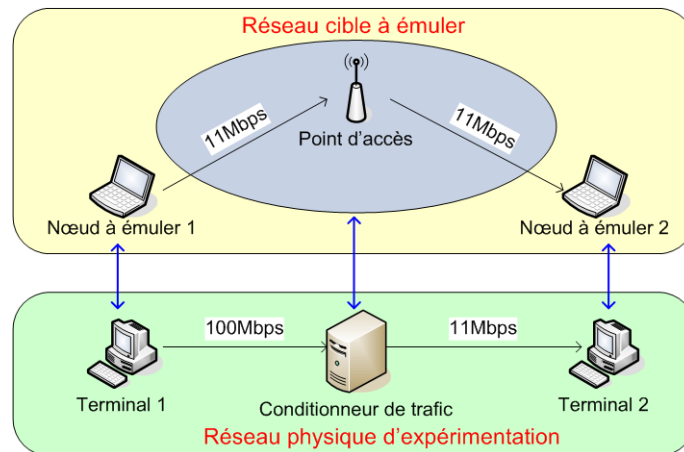 Réseau cible à émuler
11Mbps
11Mbps
Point d'accès
Nœud à émuler 1
Nœud à émuler 2
100Mbps
11Mbps
Terminal 1
Conditionneur de trafic
Terminal 2
Réseau physique d'expérimentation